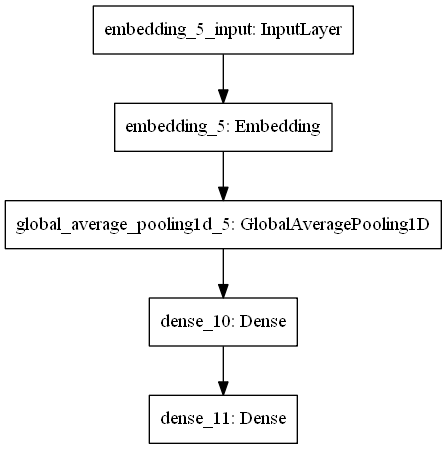 embedding_5_input: InputLayer
embedding_5: Embedding
global_average_pooling1d_5: GlobalAveragePooling1D
dense_10: Dense
dense_11: Dense